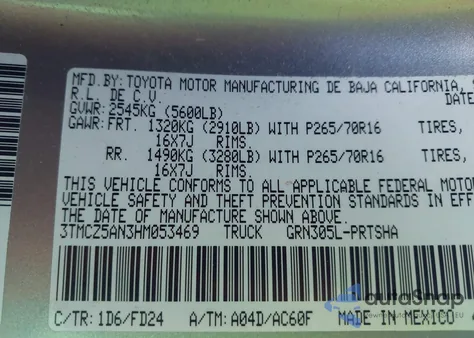 MFD.BY: TOYOTA MOTOR MANUFACTURING DE BAJA CALIFORNIA,
R.L. DE C.V. DATE
GVWR: 2545KG (5600LB)
GAWR: FRT. 1320KG (2910LB) WITH P265/70R16 TIRES,
16X7J RIMS.
RR. 1490KG (3280LB) WITH P265/70R16 TIRES,
16X7J RIMS.
THIS VEHICLE CONFORMS TO ALL APPLICABLE FEDERAL MOTOR
VEHICLE SAFETY AND THEFT PREVENTION STANDARDS IN EFF
THE DATE OF MANUFACTURE SHOWN ABOVE.
3TMCZ5AN3HM053469 TRUCK GRN305L-PRTSHA
autoSnap
C/TR: 1D6/FD24 A/TM: A04D/AC60F MADE IN MEXICO